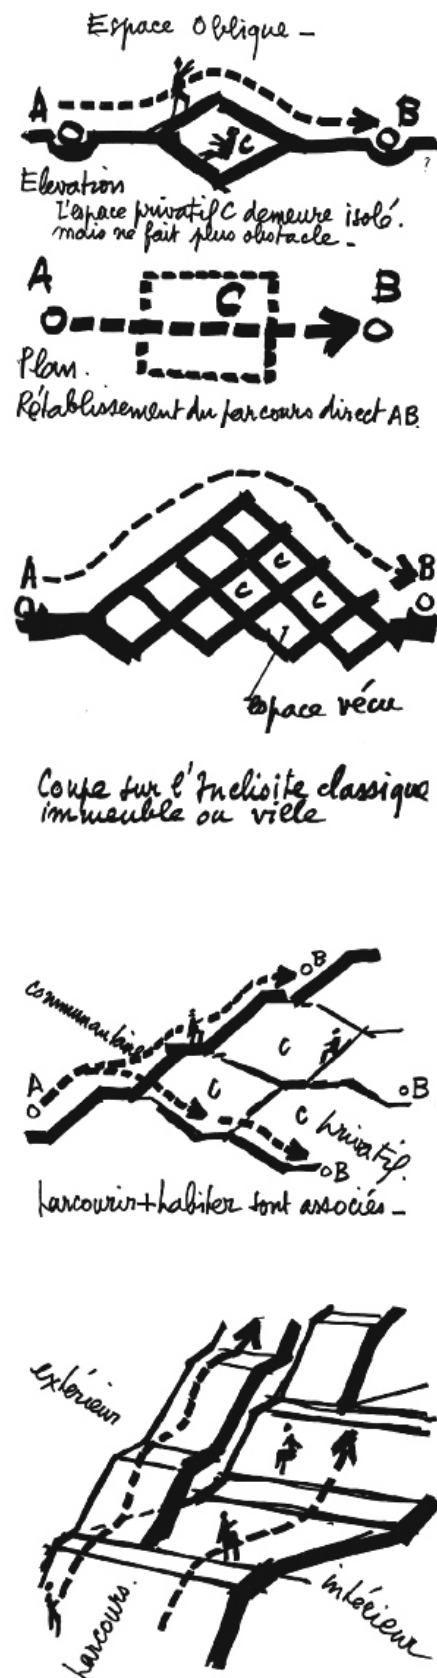 Espace Oblique _
A
B
C
?
Elevation
L'espace privatif C demeure isolé.
mais ne fait plus obstacle _
A
C
B
Plan.
Rétablissement du parcours direct AB
A
B
C
C
C
espace vécu
Coupe sur l'Inclisite classique
immeuble ou ville
B
communautaire
C
A
C
B
C privatif.
B
Parcourir + habiter sont associés _
extérieur
intérieur
Parcours.